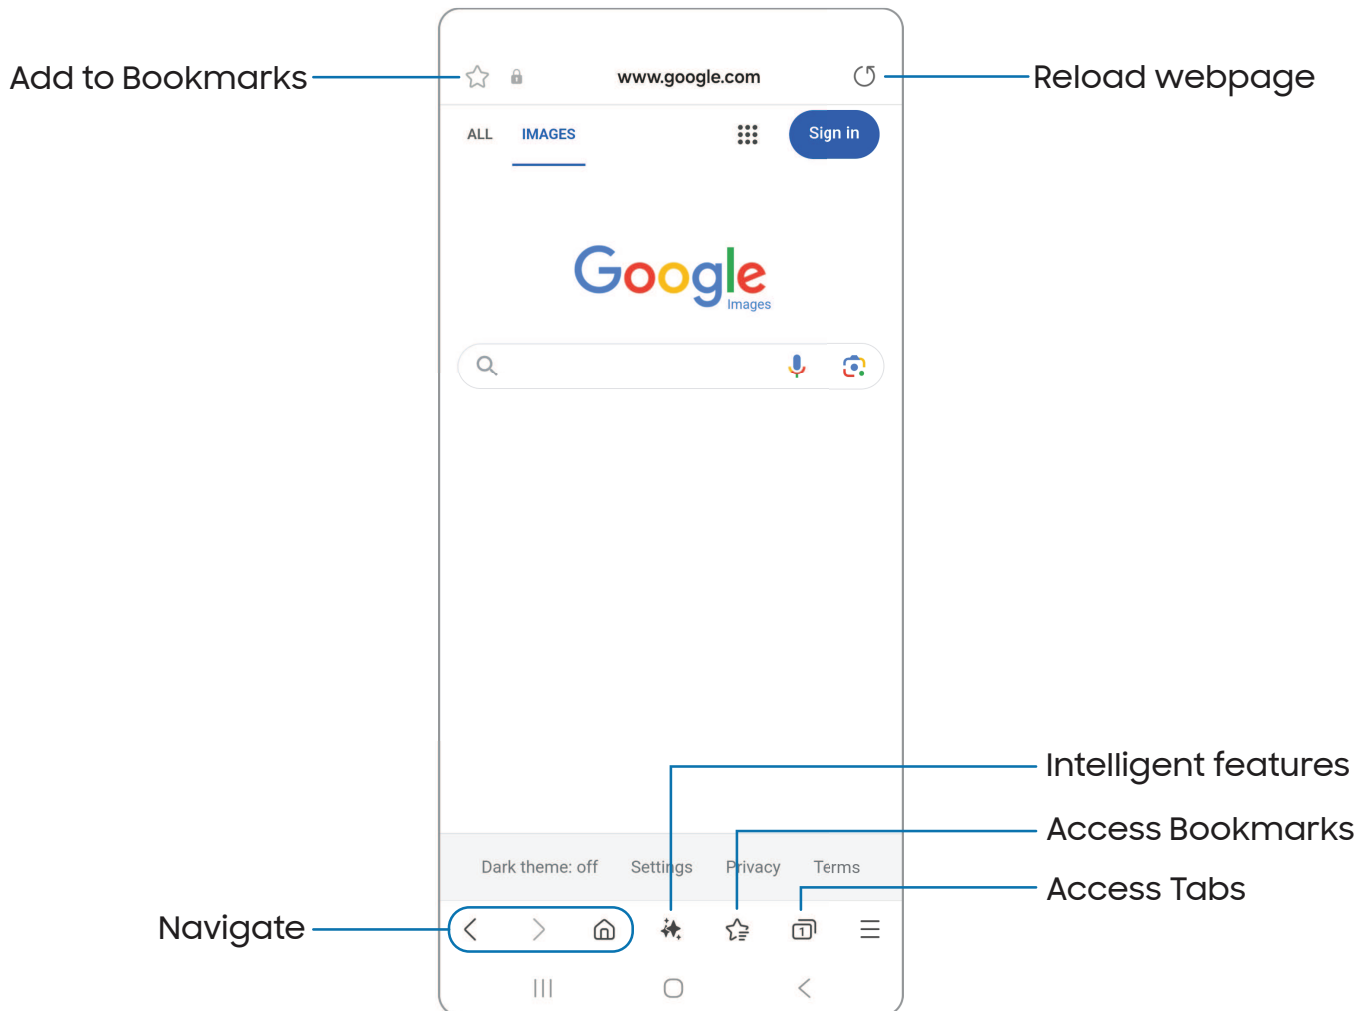 Add to Bookmarks
www.google.com
Reload webpage
ALL IMAGES
Sign in
Google
Images
Intelligent features
Access Bookmarks
Dark theme: off Settings Privacy Terms
Access Tabs
Navigate
1